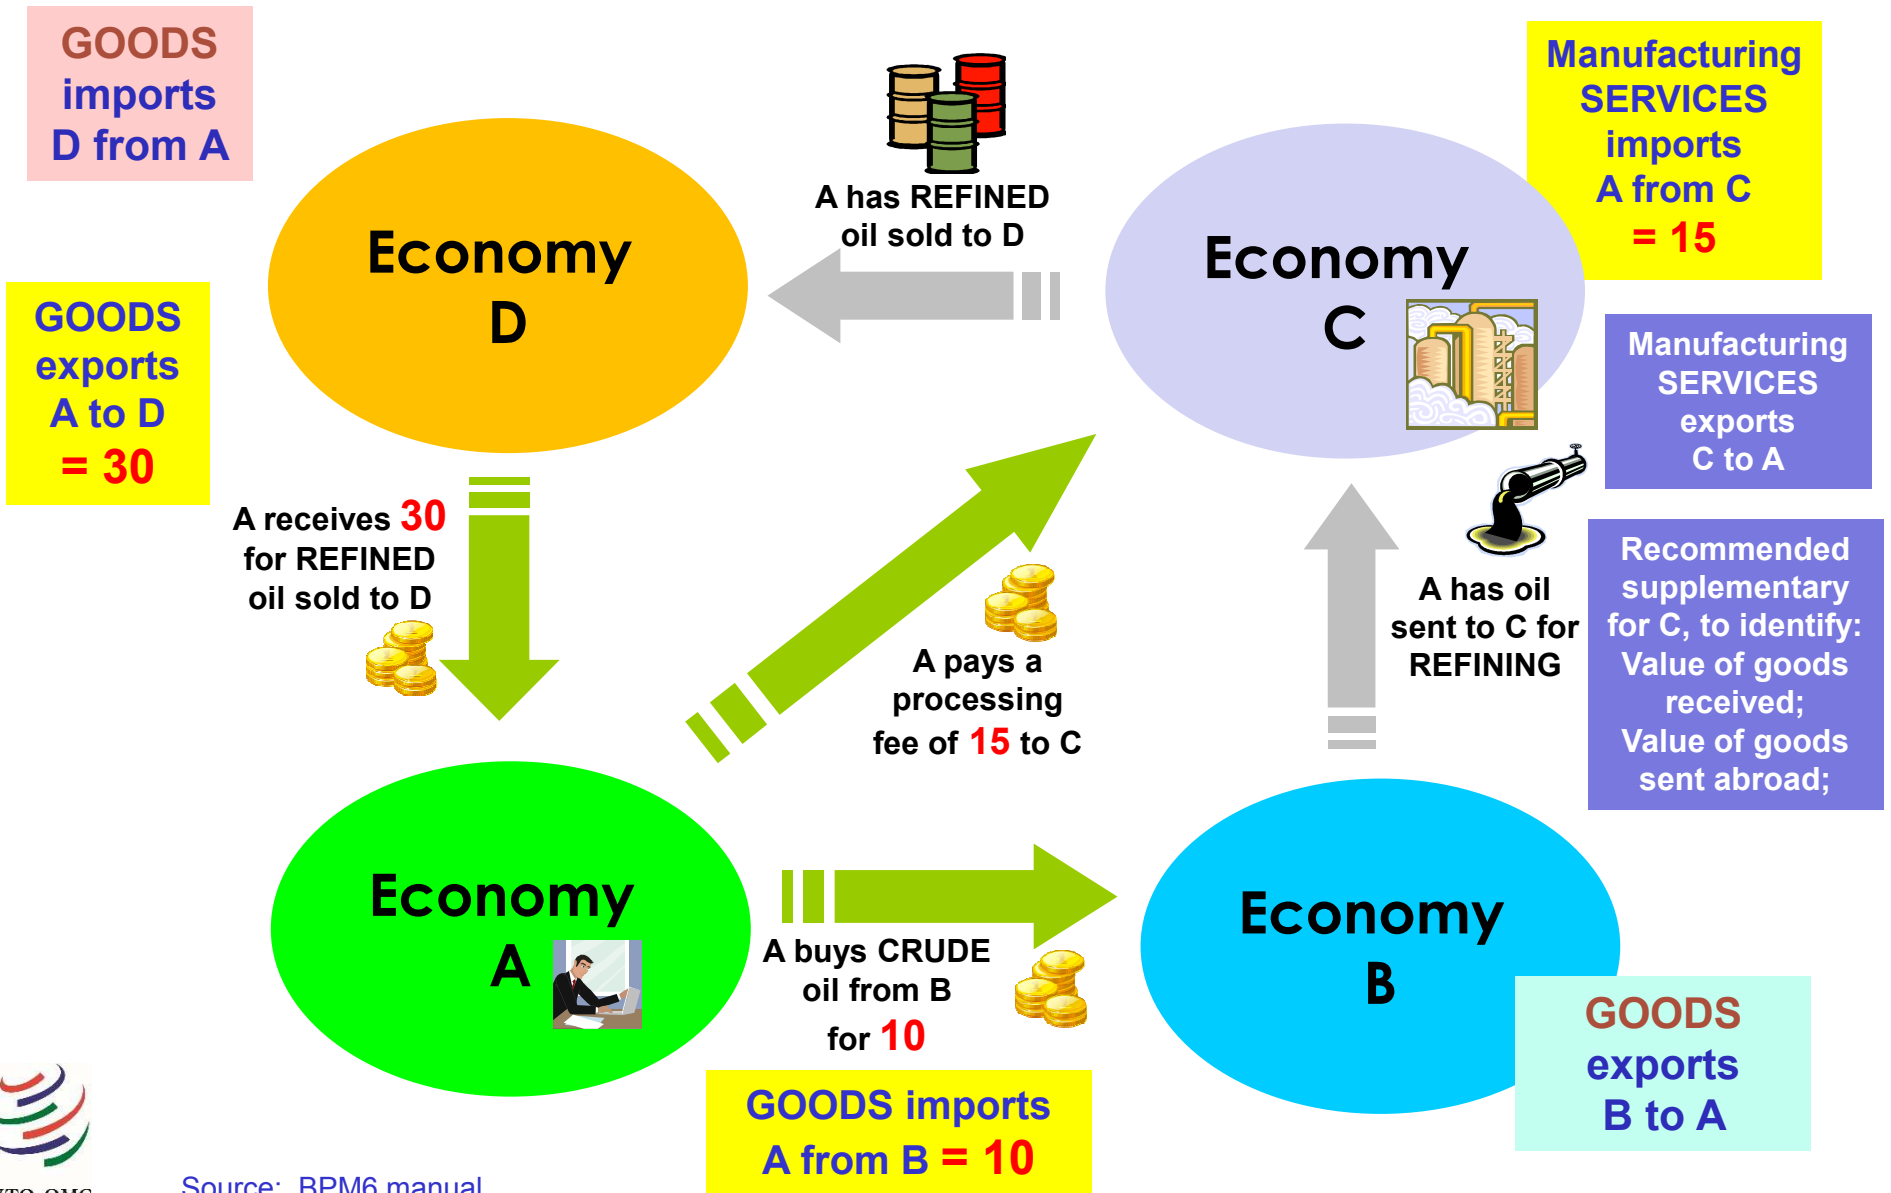 GOODS
imports
D from A
GOODS
exports
A to D
= 30
Economy
D
A has REFINED
oil sold to D
Economy
C
Manufacturing
SERVICES
imports
A from C
= 15
Manufacturing
SERVICES
exports
C to A
Recommended
supplementary
for C, to identify:
Value of goods
received;
Value of goods
sent abroad;
A receives 30
for REFINED
oil sold to D
A pays a
processing
fee of 15 to C
A has oil
sent to C for
REFINING
Economy
A
A buys CRUDE
oil from B
for 10
GOODS imports
A from B = 10
Economy
B
GOODS
exports
B to A
Source: BPM6 manual